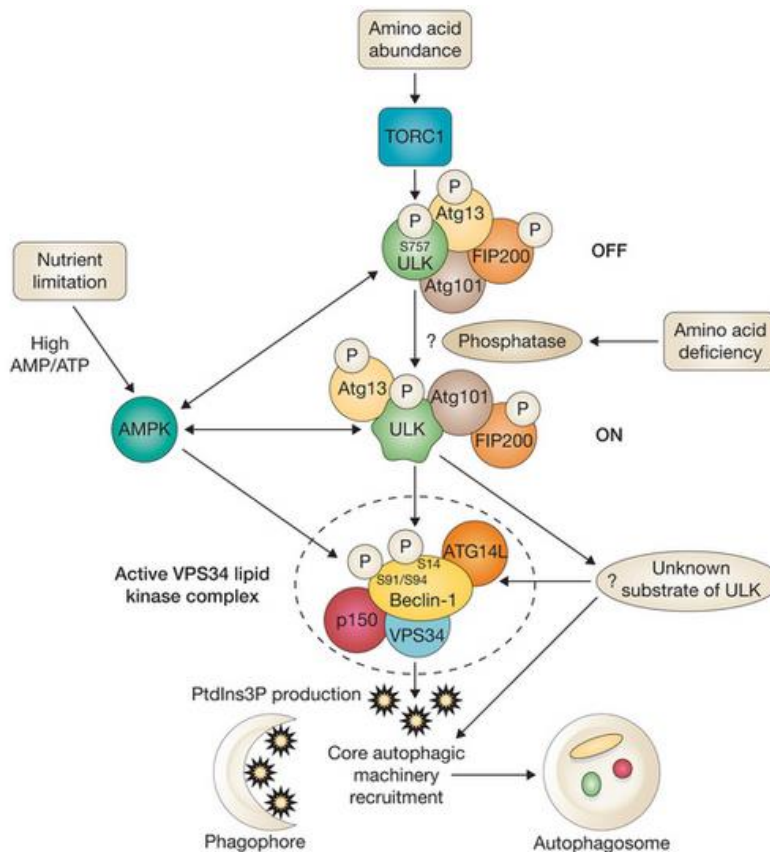 Amino acid
abundance
TORC1
P
P
Atg13
P
S757
ULK
FIP200
Atg101
OFF
Nutrient
limitation
High
AMP/ATP
?
Phosphatase
Amino acid
deficiency
P
Atg13
P
Atg101
P
ULK
FIP200
ON
AMPK
Active VPS34 lipid
kinase complex
P
P
S14
ATG14L
S91/S94
Beclin-1
p150
VPS34
?
Unknown
substrate of ULK
PtdIns3P production
Core autophagic
machinery
recruitment
Phagophore
Autophagosome